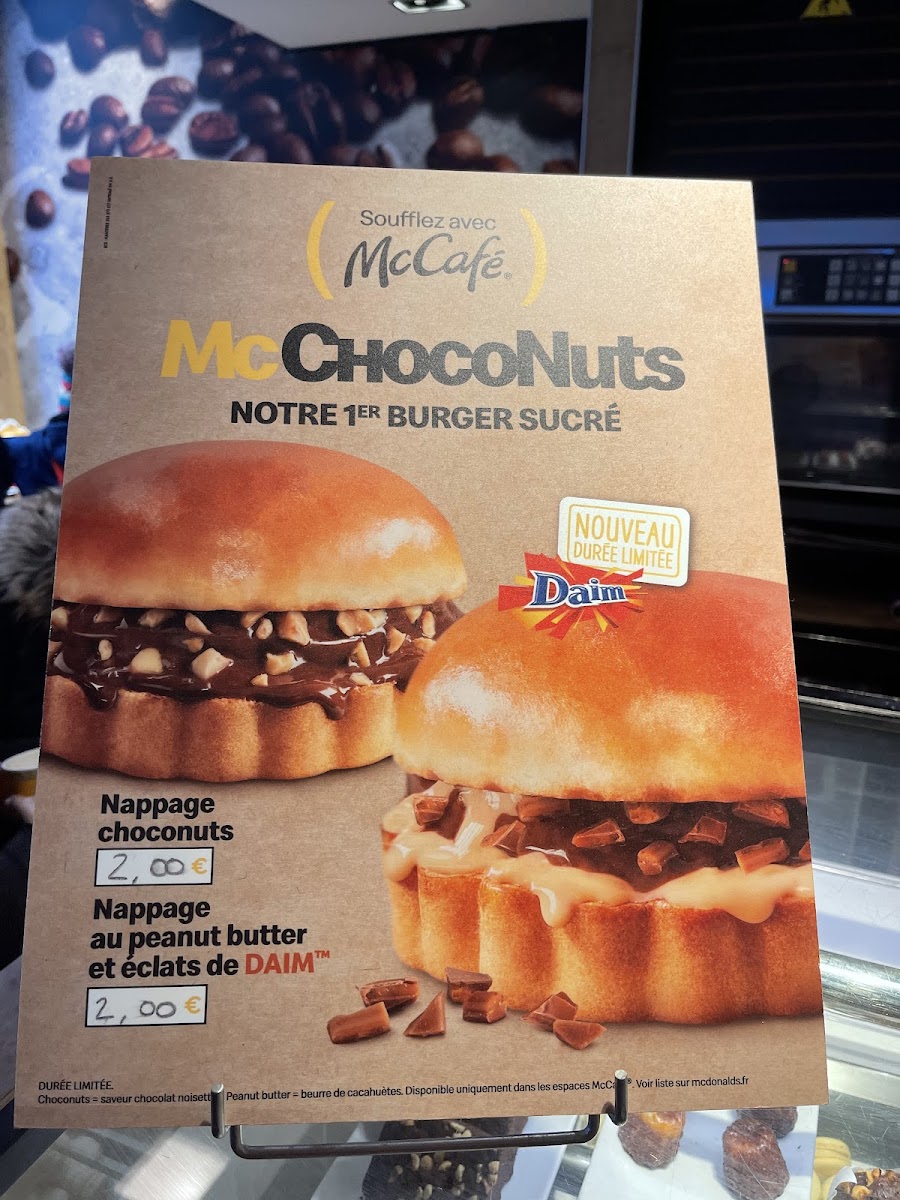 Soufflez avec
McCafé®
McChocoNuts
NOTRE 1ER BURGER SUCRÉ
NOUVEAU
DURÉE LIMITÉE
Daim
Nappage
choconuts
2,00 €
Nappage
au peanut butter
et éclats de DAIM™
2,00 €
DURÉE LIMITÉE.
Choconuts = saveur chocolat noisette. Peanut butter = beurre de cacahuètes. Disponible uniquement dans les espaces McCafé®. Voir liste sur mcdonalds.fr